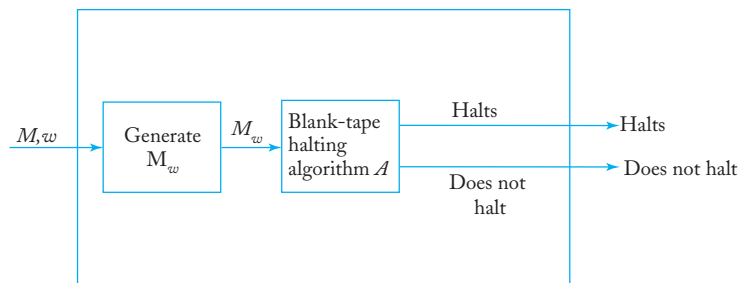 M,w
Generate
M_w
M_w
Blank-tape
halting
algorithm A
Halts
Does not
halt
Halts
Does not halt